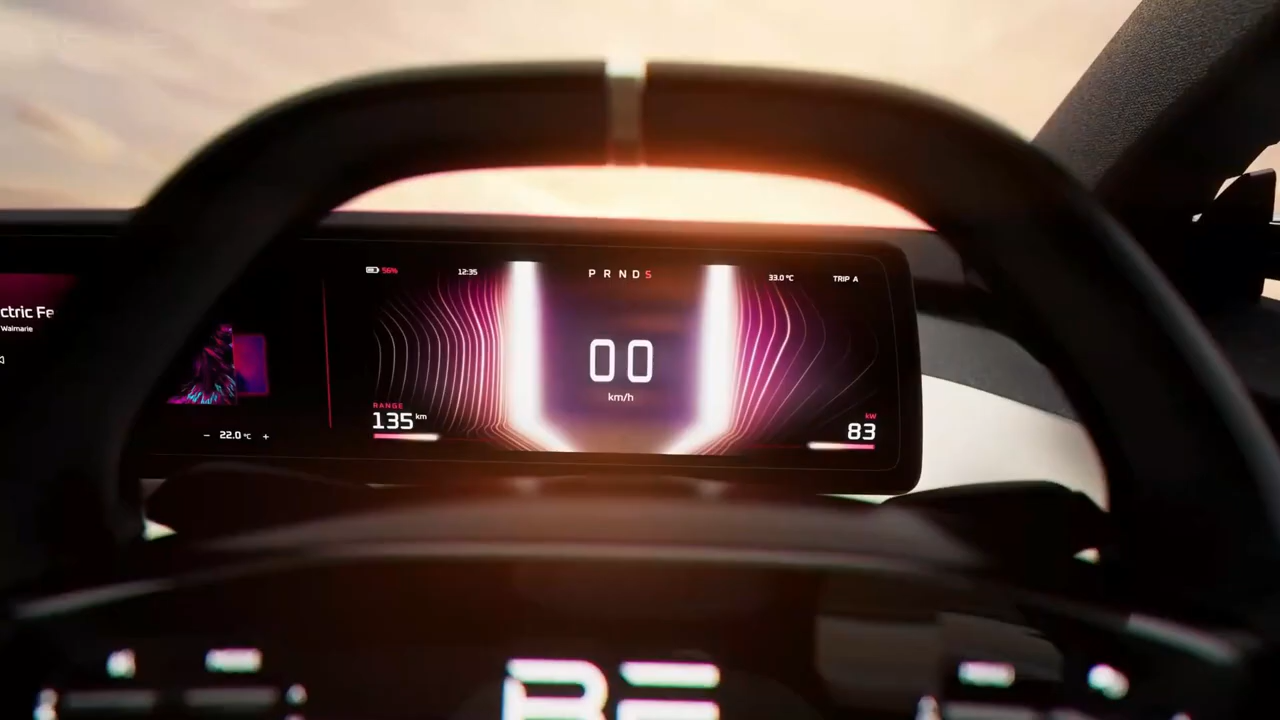 56%
12:35
PRNDS
33.0 °C
TRIP A
ctric Fe
Walmarie
00
km/h
RANGE
135 km
kW
83
− 22.0 °C +
BE